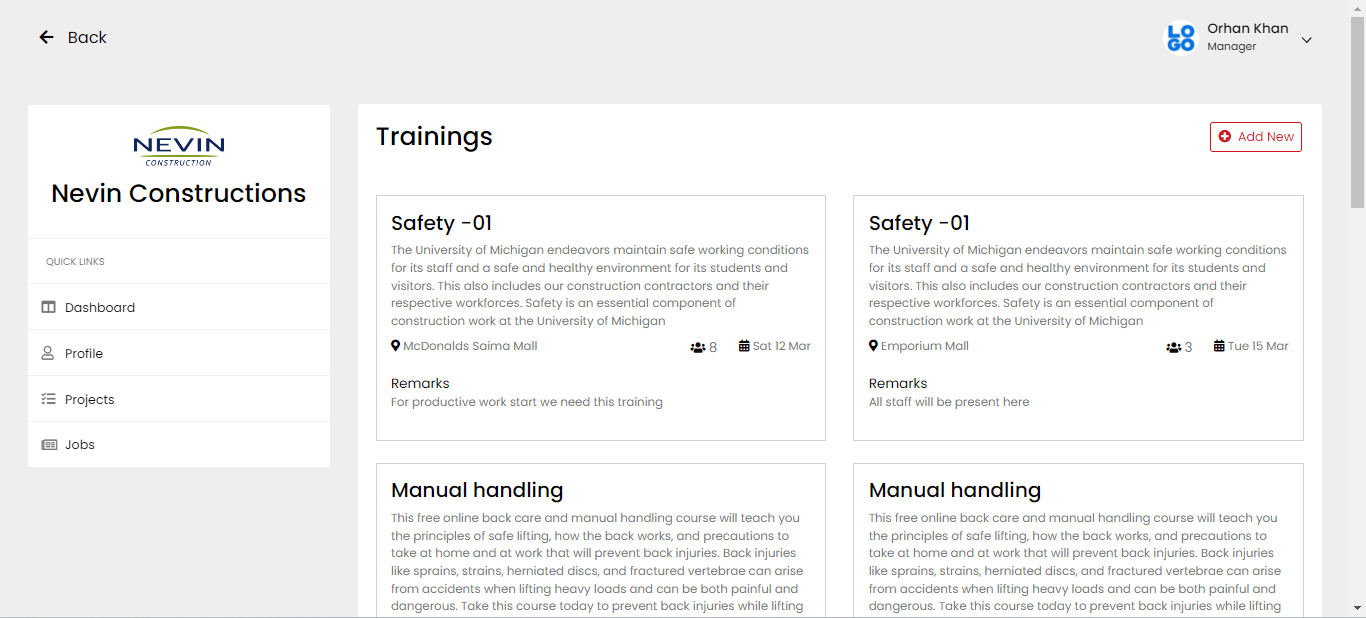 Back
LO
GO
Orhan Khan
Manager
NEVIN
CONSTRUCTION
Nevin Constructions
QUICK LINKS
Dashboard
Profile
Projects
Jobs
Trainings
Add New
Safety -01
The University of Michigan endeavors maintain safe working conditions
for its staff and a safe and healthy environment for its students and
visitors. This also includes our construction contractors and their
respective workforces. Safety is an essential component of
construction work at the University of Michigan
McDonalds Saima Mall 8 Sat 12 Mar
Remarks
For productive work start we need this training
Safety -01
The University of Michigan endeavors maintain safe working conditions
for its staff and a safe and healthy environment for its students and
visitors. This also includes our construction contractors and their
respective workforces. Safety is an essential component of
construction work at the University of Michigan
Emporium Mall 3 Tue 15 Mar
Remarks
All staff will be present here
Manual handling
This free online back care and manual handling course will teach you
the principles of safe lifting, how the back works, and precautions to
take at home and at work that will prevent back injuries. Back injuries
like sprains, strains, herniated discs, and fractured vertebrae can arise
from accidents when lifting heavy loads and can be both painful and
dangerous. Take this course today to prevent back injuries while lifting
Manual handling
This free online back care and manual handling course will teach you
the principles of safe lifting, how the back works, and precautions to
take at home and at work that will prevent back injuries. Back injuries
like sprains, strains, herniated discs, and fractured vertebrae can arise
from accidents when lifting heavy loads and can be both painful and
dangerous. Take this course today to prevent back injuries while lifting